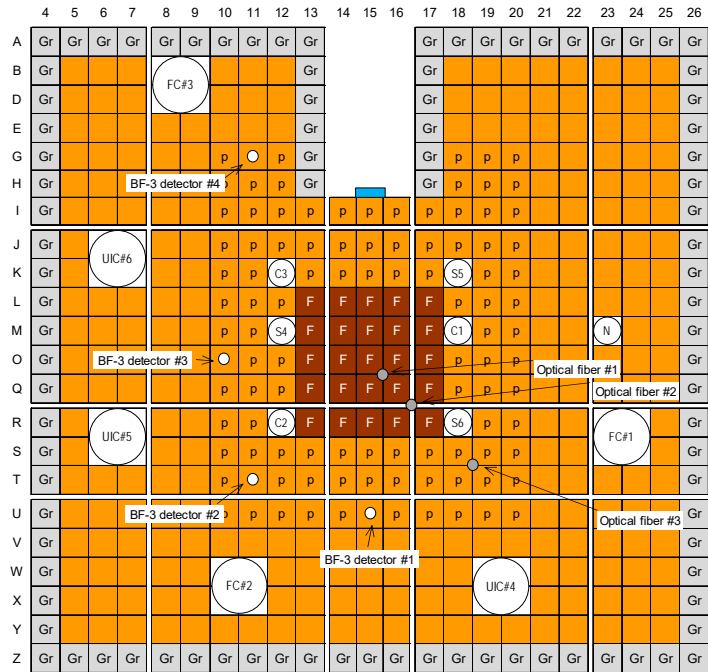 4 5 6 7 8 9 10 11 12 13 14 15 16 17 18 19 20 21 22 23 24 25 26
A Gr Gr Gr Gr Gr Gr Gr Gr Gr Gr Gr Gr Gr Gr Gr Gr Gr Gr Gr Gr
B Gr Gr Gr Gr
FC#3
D Gr Gr Gr Gr
E Gr Gr Gr Gr
G Gr p p Gr Gr p p p Gr
BF-3 detector #4
H Gr p p p Gr Gr p p p Gr
I Gr p p p p p p p p p p p Gr
J Gr p p p p p p p p p p p Gr
UIC#6
K Gr p p C3 p p p p p S5 p p Gr
L Gr p p p F F F F F p p p Gr
M Gr p p S4 F F F F F C1 p p N Gr
BF-3 detector #3
O Gr p p F F F F F p p p Gr
Optical fiber #1
Q Gr p p p F F F F F p p p Gr
Optical fiber #2
R Gr p p C2 F F F F F S6 p p Gr
UIC#5
FC#1
S Gr p p p p p p p p p p p Gr
T Gr p p p p p p p p p p Gr
BF-3 detector #2
U Gr p p p p p p p p p p Gr
Optical fiber #3
V Gr Gr
BF-3 detector #1
W Gr Gr
FC#2
UIC#4
X Gr Gr
Y Gr Gr
Z Gr Gr Gr Gr Gr Gr Gr Gr Gr Gr Gr Gr Gr Gr Gr Gr Gr Gr Gr Gr Gr Gr Gr